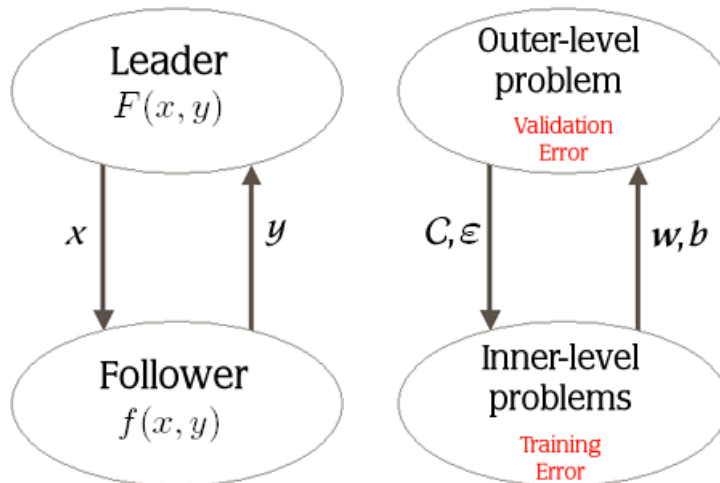 Leader
F(x, y)
x
y
Follower
f(x, y)
Outer-level
problem
Validation
Error
C, ε
w, b
Inner-level
problems
Training
Error